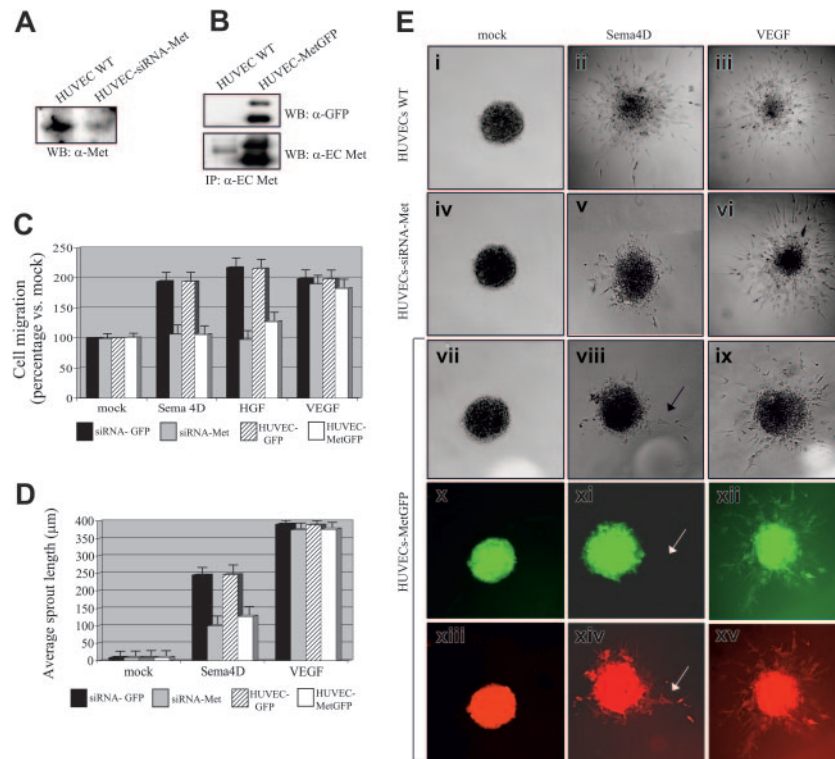 A
HUVEC WT
HUVEC-siRNA-Met
WB: α-Met
B
HUVEC WT
HUVEC-MetGFP
WB: α-GFP
WB: α-EC Met
IP: α-EC Met
C
Cell migration
(percentage vs. mock)
250
200
150
100
50
0
mock Sema 4D HGF VEGF
siRNA- GFP siRNA-Met HUVEC-GFP HUVEC-MetGFP
D
Average sprout length (μm)
400
350
300
250
200
150
100
50
0
mock Sema4D VEGF
siRNA- GFP siRNA-Met HUVEC-GFP HUVEC-MetGFP
E
mock Sema4D VEGF
HUVECs WT
i ii iii
HUVECs-siRNA-Met
iv v vi
HUVECs-MetGFP
vii viii ix
x xi xii
xiii xiv xv